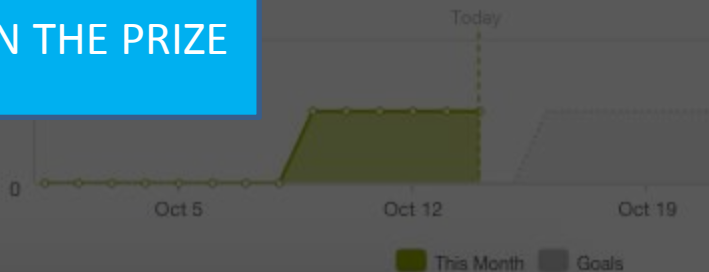 N THE PRIZE
Today
0
Oct 5
Oct 12
Oct 19
This Month
Goals